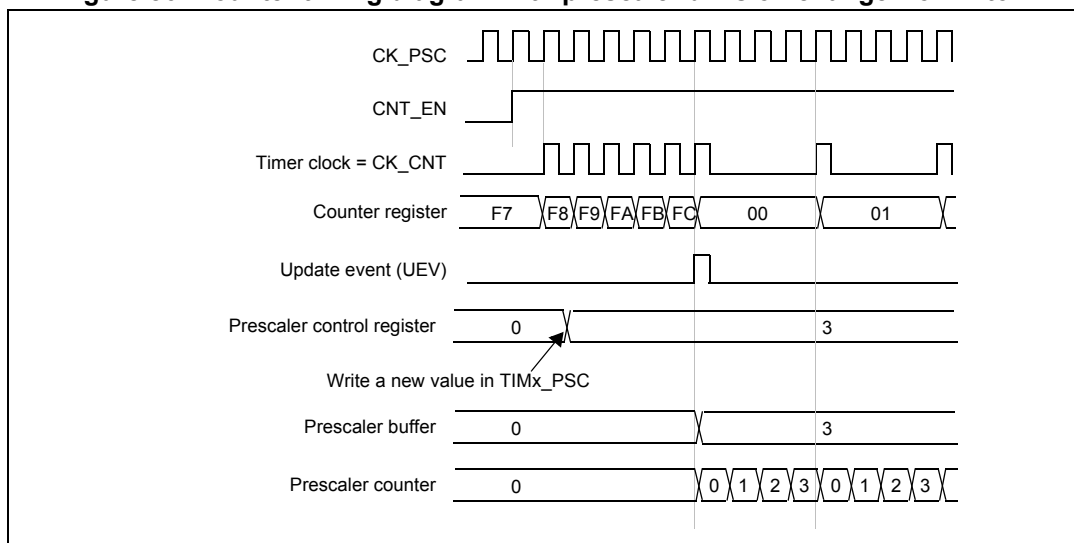 CK_PSC
CNT_EN
Timer clock = CK_CNT
Counter register F7 F8 F9 FA FB FC 00 01
Update event (UEV)
Prescaler control register 0 3
Write a new value in TIMx_PSC
Prescaler buffer 0 3
Prescaler counter 0 0 1 2 3 0 1 2 3